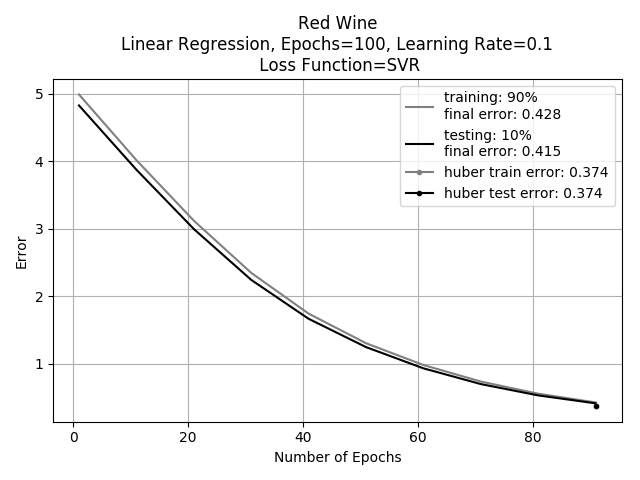 Red Wine
Linear Regression, Epochs=100, Learning Rate=0.1
Loss Function=SVR
training: 90%
final error: 0.428
testing: 10%
final error: 0.415
huber train error: 0.374
huber test error: 0.374
Error
5
4
3
2
1
0
20
40
60
80
Number of Epochs